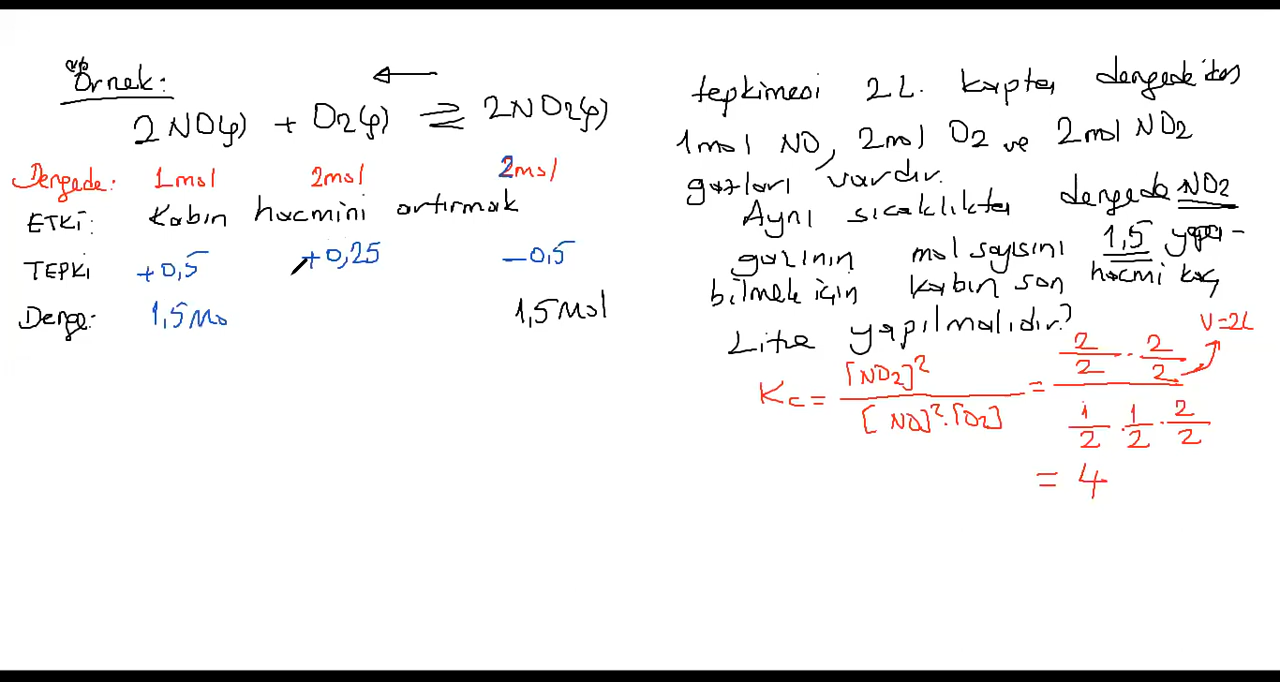 Örnek:
2NO(g) + O2(g) ⇌ 2NO2(g)
←
Dengede: 1mol 2mol 2mol
ETKİ: Kabın hacmini artırmak
TEPKİ +0,5 +0,25 -0,5
Denge: 1,5Mo 1,5Mol
tepkimesi 2L. kapta dengede iken
1mol NO, 2mol O2 ve 2mol NO2
gazları vardır.
Aynı sıcaklıkta dengede NO2
gazının mol sayısını 1,5 yapa-
bilmek için kabın son hacmi kaç
Litre yapılmalıdır?
V=2L
Kc = [NO2]² / [NO]².[O2] = 2/2 . 2/2 / 1/2 . 1/2 . 2/2
= 4